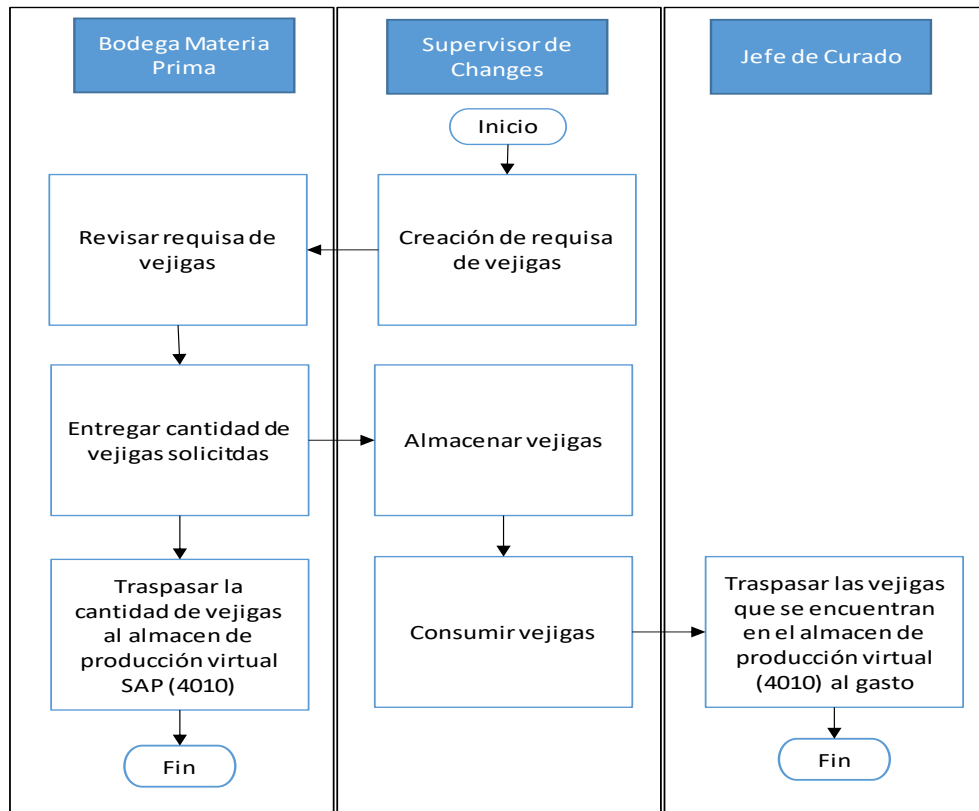 Bodega Materia
Prima
Supervisor de
Changes
Jefe de Curado
Inicio
Revisar requisa de
vejigas
Creación de requisa
de vejigas
Entregar cantidad de
vejigas solicitdas
Almacenar vejigas
Traspasar la
cantidad de vejigas
al almacen de
producción virtual
SAP (4010)
Consumir vejigas
Traspasar las vejigas
que se encuentran
en el almacen de
producción virtual
(4010) al gasto
Fin
Fin